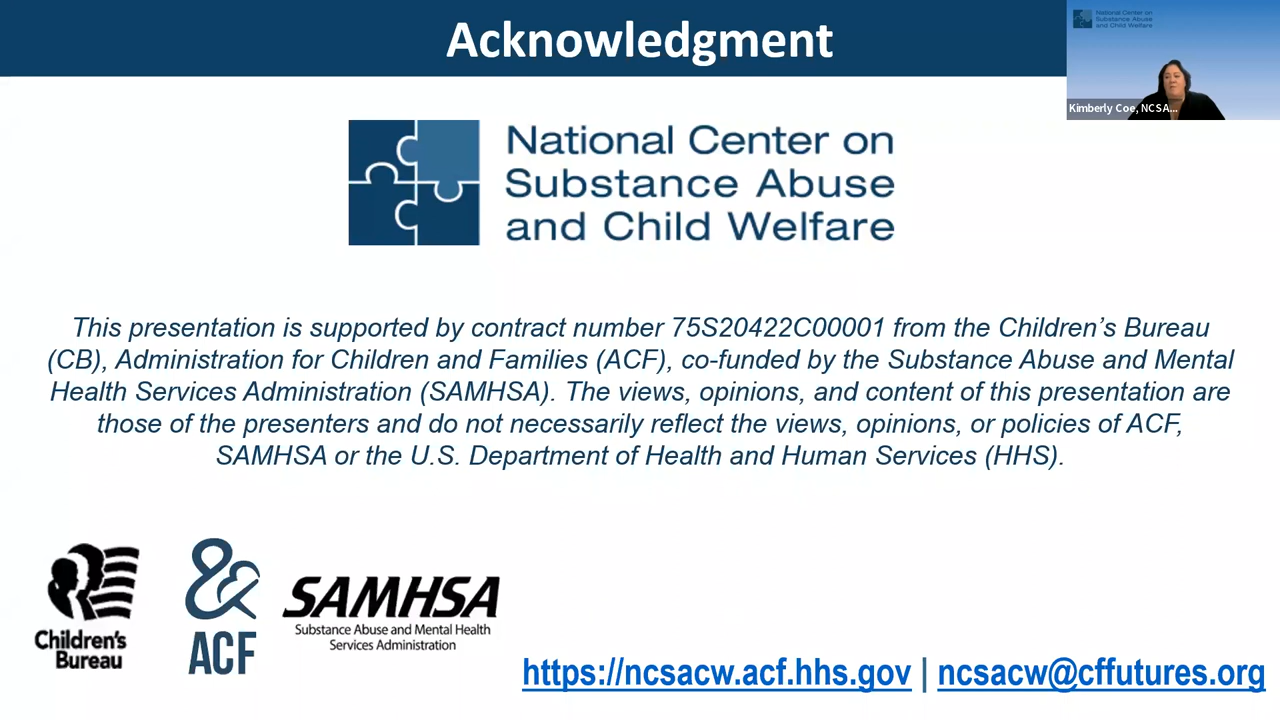 Acknowledgment
National Center on
Substance Abuse
and Child Welfare
Kimberly Coe, NCSA...
National Center on
Substance Abuse
and Child Welfare
This presentation is supported by contract number 75S20422C00001 from the Children's Bureau
(CB), Administration for Children and Families (ACF), co-funded by the Substance Abuse and Mental
Health Services Administration (SAMHSA). The views, opinions, and content of this presentation are
those of the presenters and do not necessarily reflect the views, opinions, or policies of ACF,
SAMHSA or the U.S. Department of Health and Human Services (HHS).
Children's
Bureau
&
ACF
SAMHSA
Substance Abuse and Mental Health
Services Administration
https://ncsacw.acf.hhs.gov | ncsacw@cffutures.org